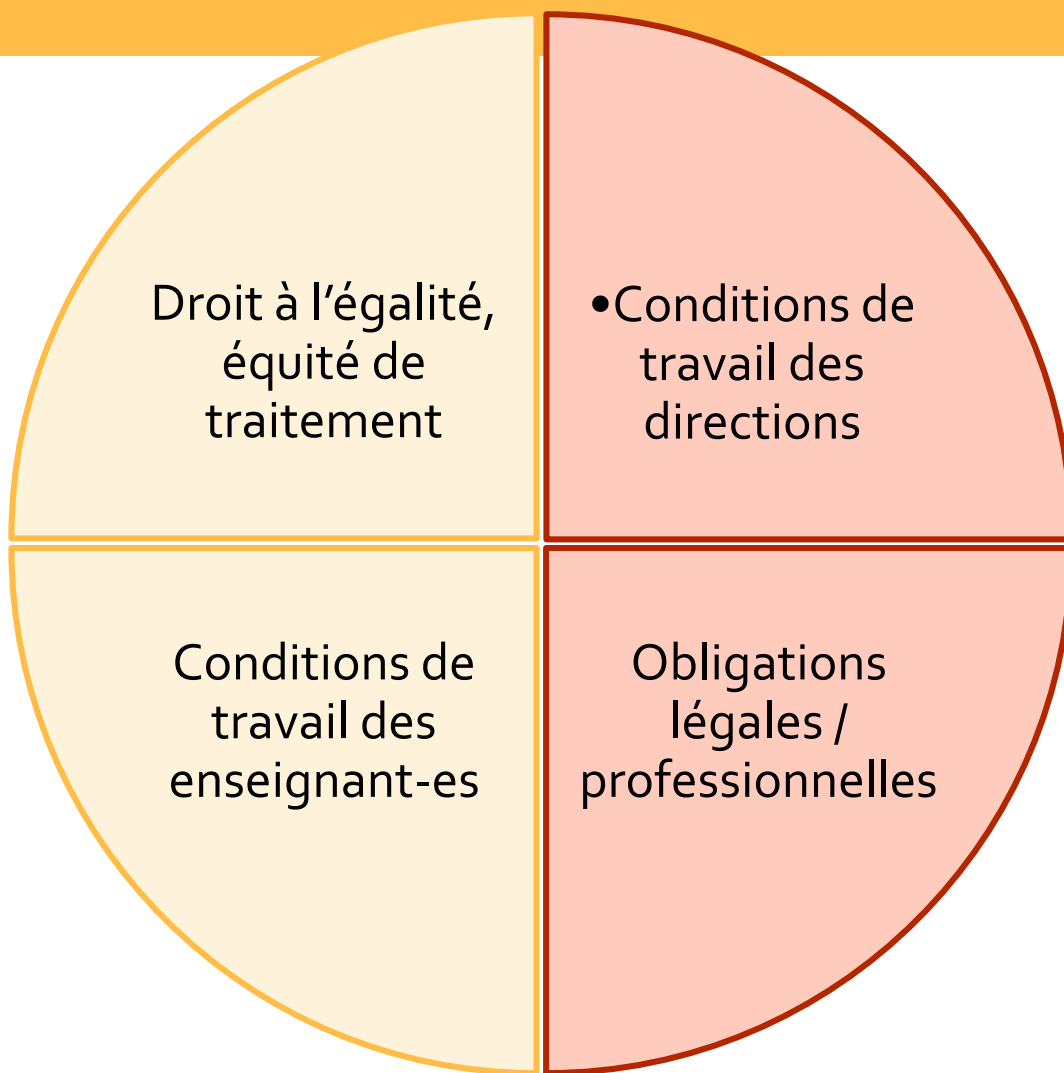 Droit à l'égalité,
équité de
traitement
•Conditions de
travail des
directions
Conditions de
travail des
enseignant-es
Obligations
légales /
professionnelles